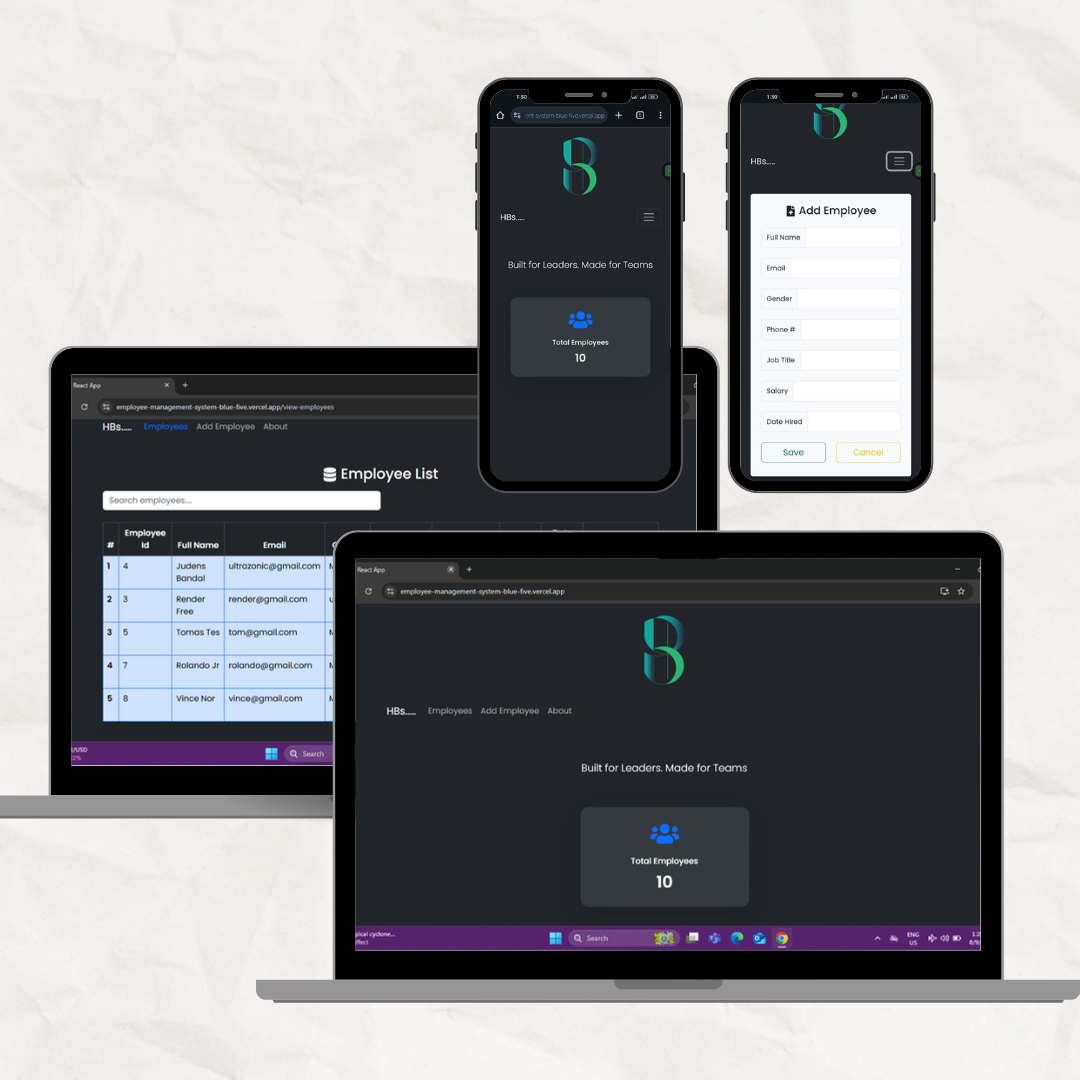 1:30
nt-system-blue-five.vercel.app
HBs.....
Built for Leaders. Made for Teams
Total Employees
10
1:30
HBs.....
Add Employee
Full Name
Email
Gender
Phone #
Job Title
Salary
Date Hired
Save
Cancel
React App
employee-management-system-blue-five.vercel.app/view-employees
HBs.....
Employees
Add Employee
About
Employee List
Search employees...
#
Employee Id
Full Name
Email
1
4
Judens Bandal
ultrazonic@gmail.com
2
3
Render Free
render@gmail.com
3
5
Tomas Tes
tom@gmail.com
4
7
Rolando Jr
rolando@gmail.com
5
8
Vince Nor
vince@gmail.com
/USD
2%
Search
React App
employee-management-system-blue-five.vercel.app
HBs.....
Employees
Add Employee
About
Built for Leaders. Made for Teams
Total Employees
10
pical cyclone...
ffect
Search
ENG
US